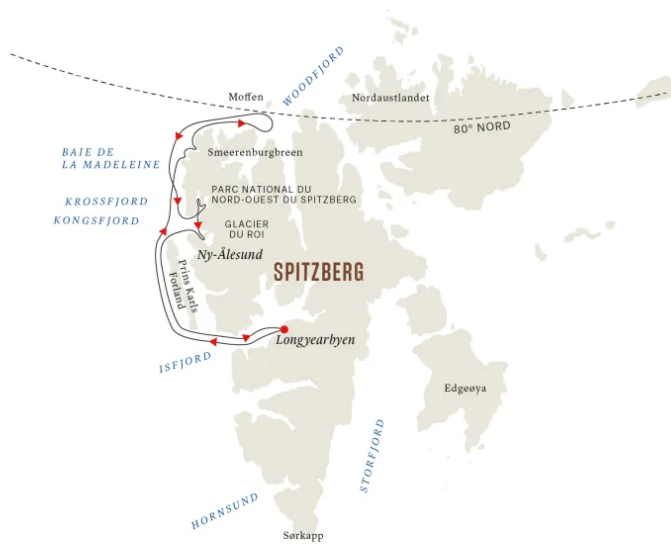 WOODFJORD
Moffen
Nordaustlandet
80° NORD
BAIE DE
LA MADELEINE
Smeerenburgbreen
PARC NATIONAL DU
NORD-OUEST DU SPITZBERG
KROSSFJORD
KONGSFJORD
GLACIER
DU ROI
Ny-Ålesund
SPITZBERG
Prins Karls
Forland
Longyearbyen
ISFJORD
Edgeøya
STORFJORD
HORNSUND
Sørkapp